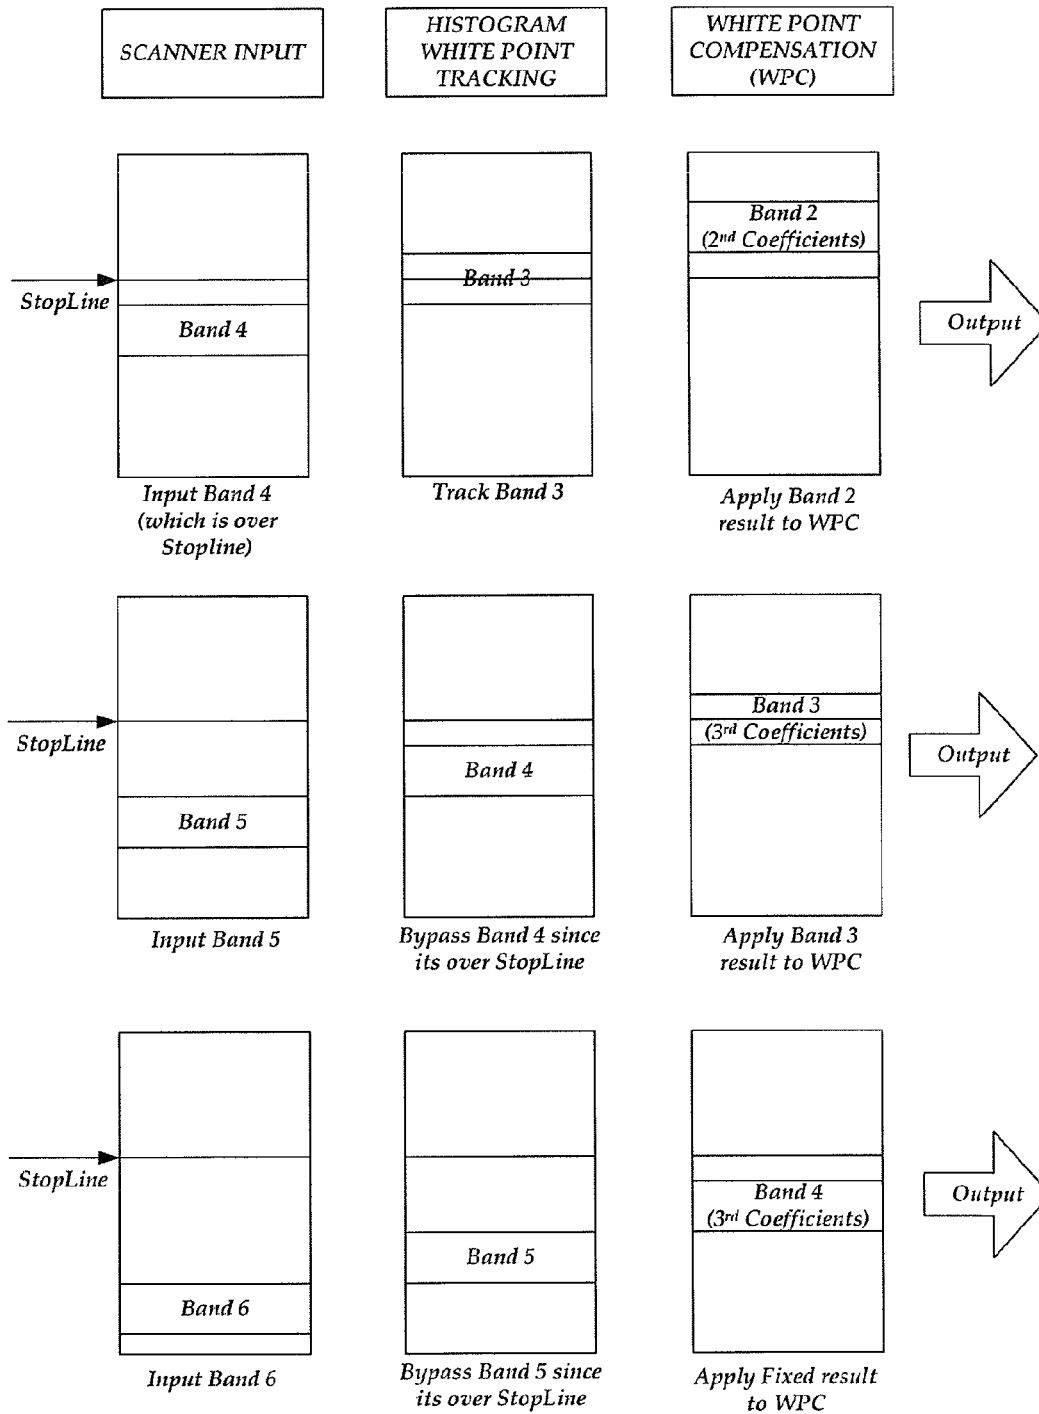 SCANNER INPUT
HISTOGRAM
WHITE POINT
TRACKING
WHITE POINT
COMPENSATION
(WPC)
StopLine
Band 4
Input Band 4
(which is over
Stopline)
Band 3
Track Band 3
Band 2
(2nd Coefficients)
Apply Band 2
result to WPC
Output
StopLine
Band 5
Input Band 5
Band 4
Bypass Band 4 since
its over StopLine
Band 3
(3rd Coefficients)
Apply Band 3
result to WPC
Output
StopLine
Band 6
Input Band 6
Band 5
Bypass Band 5 since
its over StopLine
Band 4
(3rd Coefficients)
Apply Fixed result
to WPC
Output